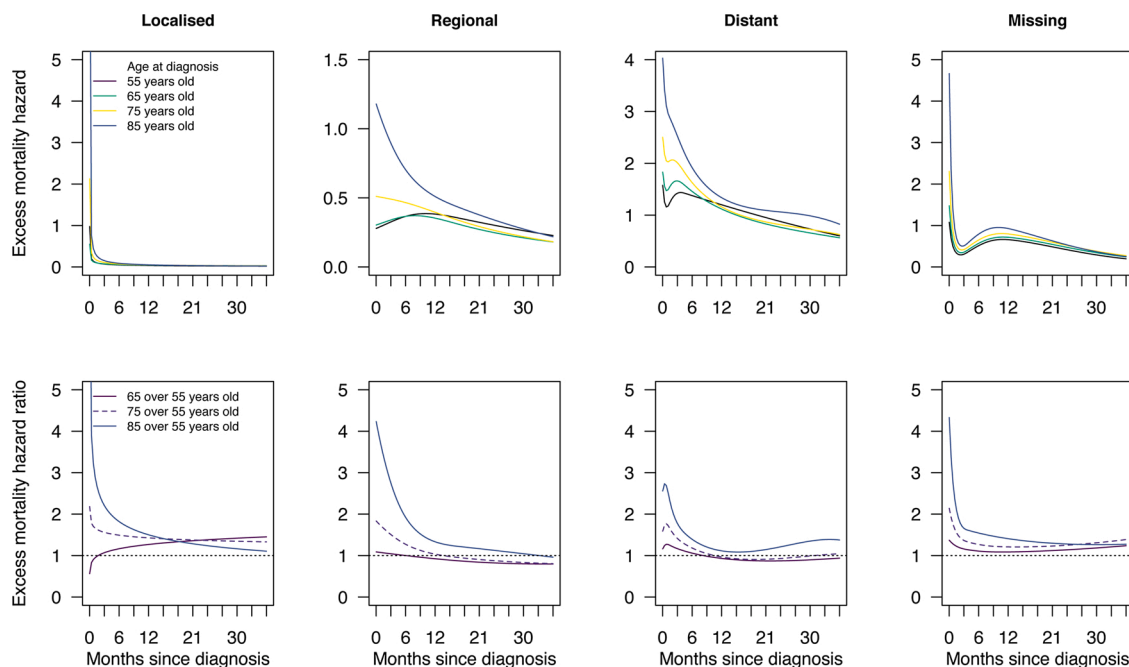 Localised Regional Distant Missing
Excess mortality hazard
5
4
3
2
1
0
Age at diagnosis
55 years old
65 years old
75 years old
85 years old
0 6 12 21 30
1.5
1.0
0.5
0.0
0 6 12 21 30
4
3
2
1
0
0 6 12 21 30
5
4
3
2
1
0
0 6 12 21 30
Excess mortality hazard ratio
5
4
3
2
1
0
65 over 55 years old
75 over 55 years old
85 over 55 years old
0 6 12 21 30
Months since diagnosis
5
4
3
2
1
0
0 6 12 21 30
Months since diagnosis
5
4
3
2
1
0
0 6 12 21 30
Months since diagnosis
5
4
3
2
1
0
0 6 12 21 30
Months since diagnosis